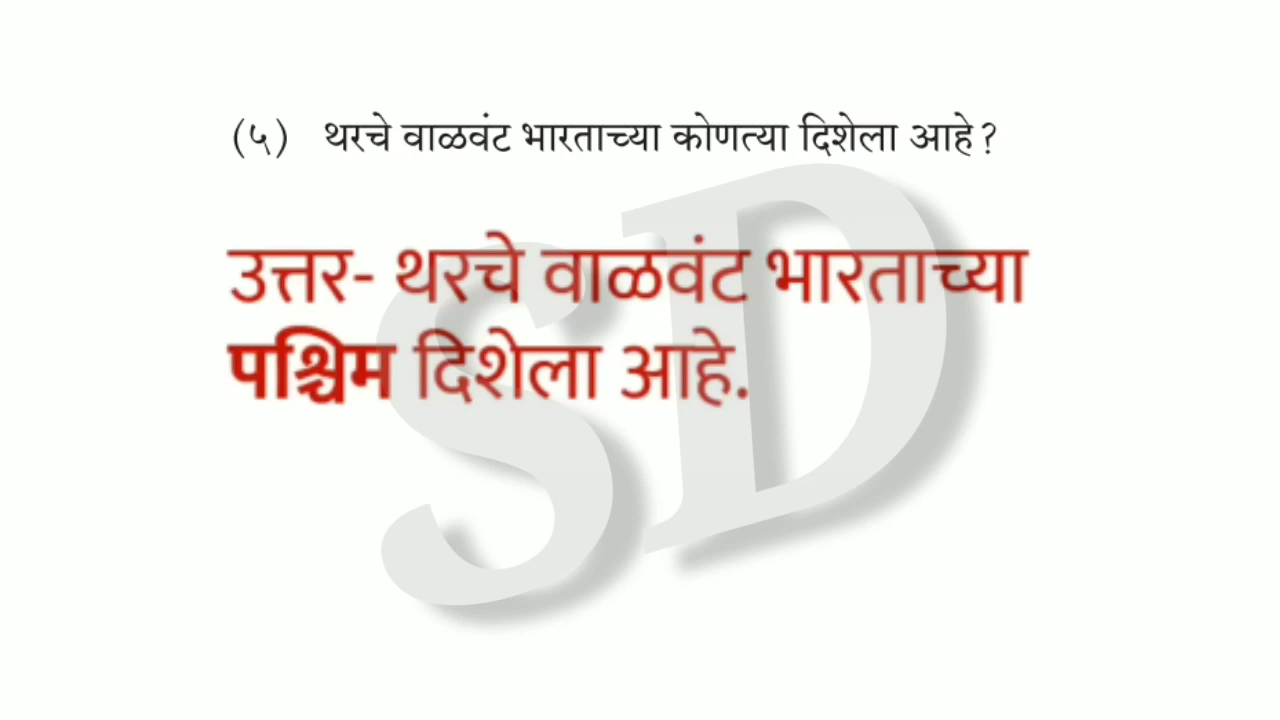 (५) थरचे वाळवंट भारताच्या कोणत्या दिशेला आहे?
उत्तर- थरचे वाळवंट भारताच्या
पश्चिम दिशेला आहे.
SD